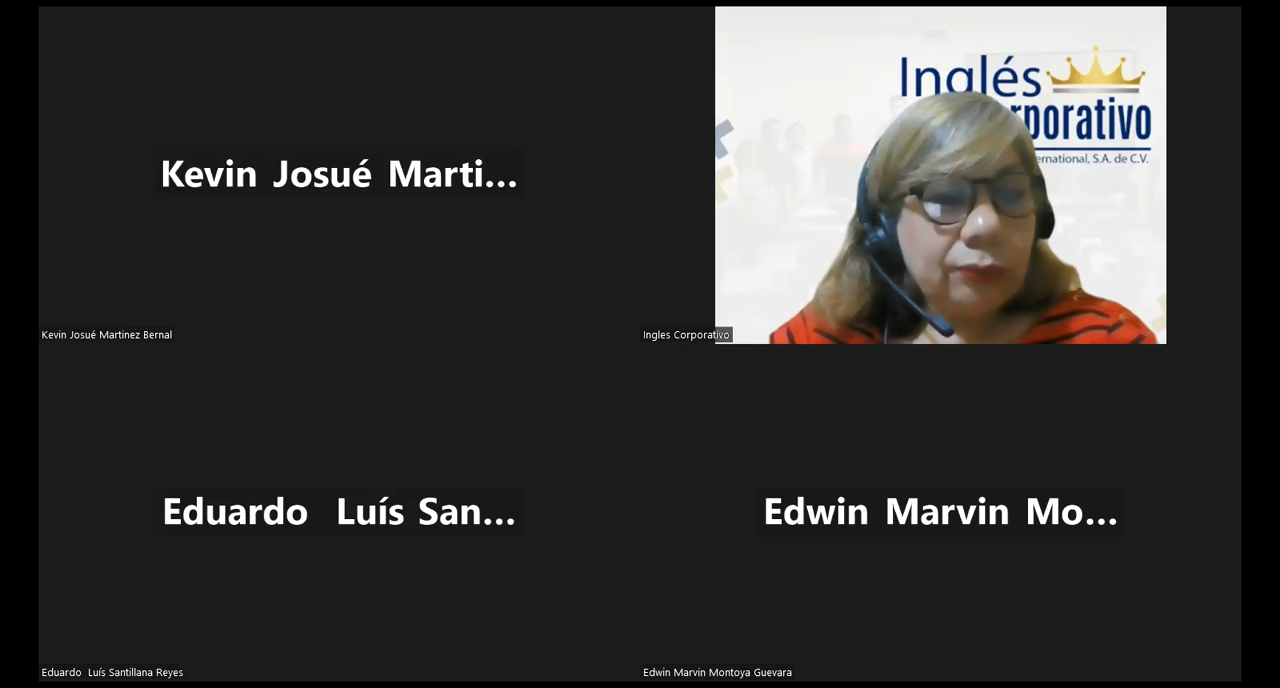 Kevin Josué Marti...
Inglés
rporativo
ernational, S.A. de C.V.
Kevin Josué Martinez Bernal
Ingles Corporativo
Eduardo Luís San...
Edwin Marvin Mo...
Eduardo Luís Santillana Reyes
Edwin Marvin Montoya Guevara